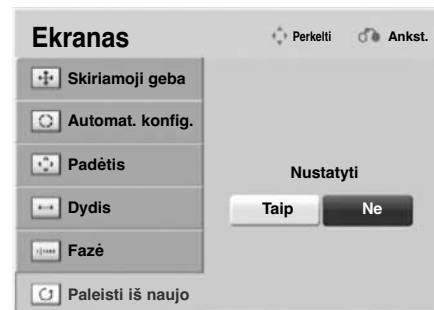 Ekranas
Perkelti
Ankst.
Skiriamoji geba
Automat. konfig.
Padėtis
Dydis
Fazė
Paleisti iš naujo
Nustatyti
Taip
Ne